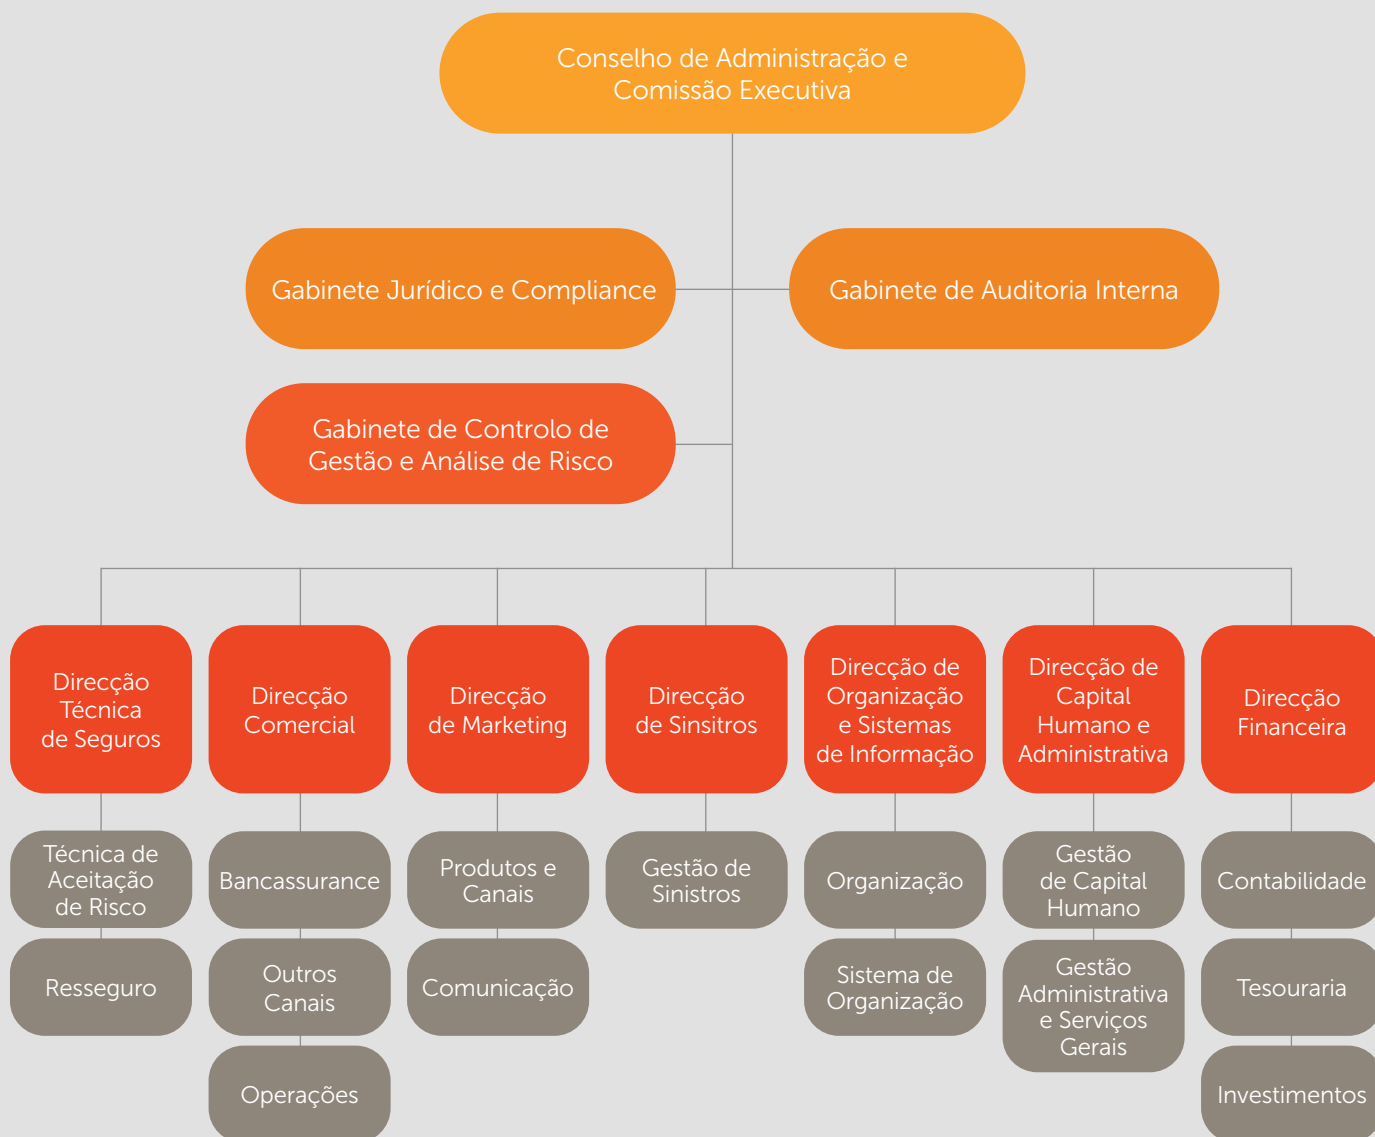 Conselho de Administração e
Comissão Executiva
Gabinete Jurídico e Compliance
Gabinete de Auditoria Interna
Gabinete de Controlo de
Gestão e Análise de Risco
Direcção
Técnica
de Seguros
Direcção
Comercial
Direcção
de Marketing
Direcção
de Sinsitros
Direcção de
Organização
e Sistemas
de Informação
Direcção de
Capital
Humano e
Administrativa
Direcção
Financeira
Técnica de
Aceitação
de Risco
Bancassurance
Produtos e
Canais
Gestão de
Sinistros
Organização
Gestão
de Capital
Humano
Contabilidade
Resseguro
Outros
Canais
Comunicação
Sistema de
Organização
Gestão
Administrativa
e Serviços
Gerais
Tesouraria
Operações
Investimentos